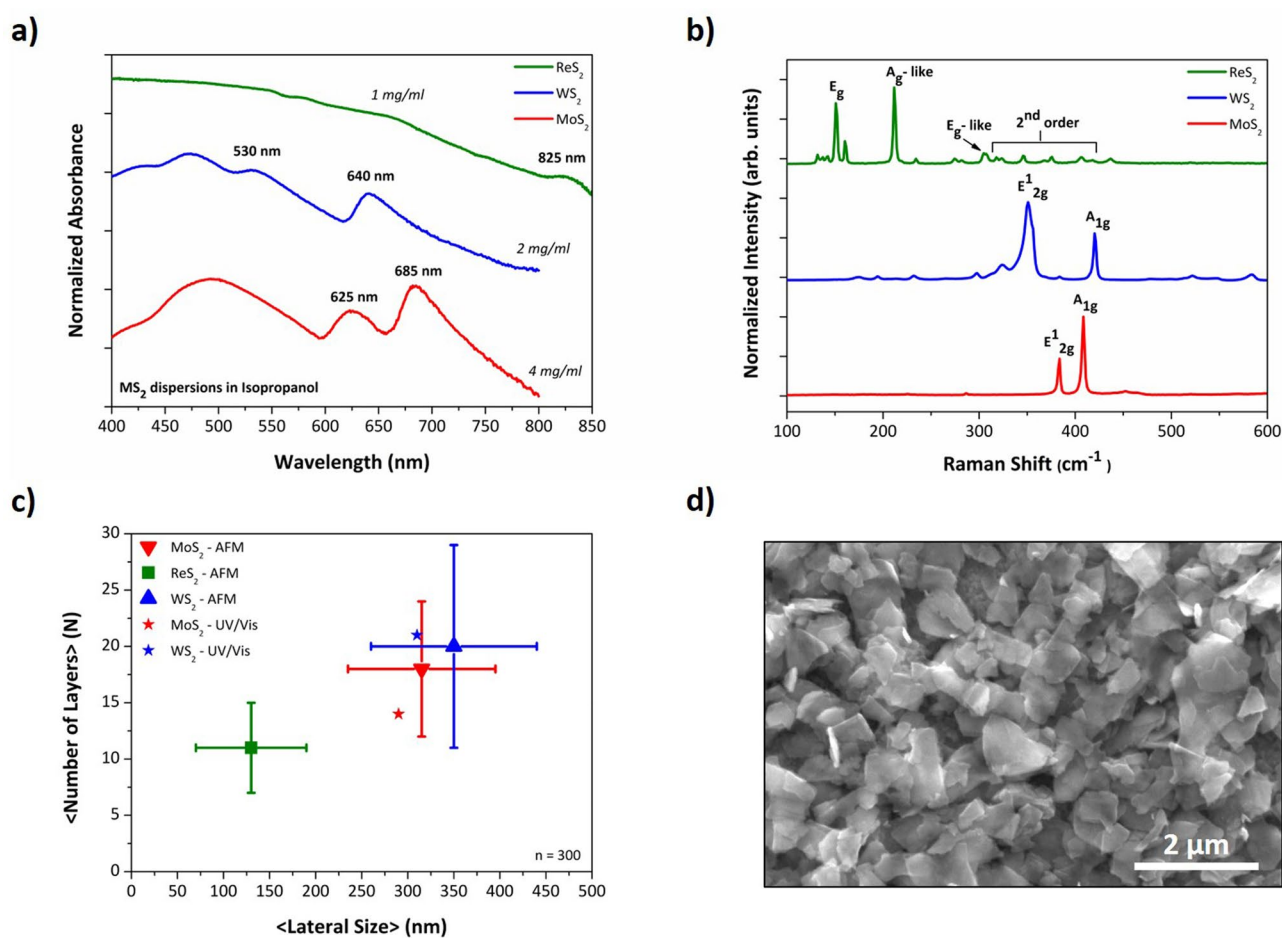 a)
ReS2
WS2
MoS2
1 mg/ml
530 nm
825 nm
640 nm
2 mg/ml
685 nm
625 nm
4 mg/ml
MS2 dispersions in Isopropanol
400 450 500 550 600 650 700 750 800 850
Wavelength (nm)
Normalized Absorbance
b)
ReS2
WS2
MoS2
Eg
Ag- like
Eg- like
2nd order
E12g
A1g
A1g
E12g
100 200 300 400 500 600
Raman Shift (cm-1)
Normalized Intensity (arb. units)
c)
30
25
20
15
10
5
0
MoS2 - AFM
ReS2 - AFM
WS2 - AFM
MoS2 - UV/Vis
WS2 - UV/Vis
n = 300
0 50 100 150 200 250 300 350 400 450 500
<Lateral Size> (nm)
<Number of Layers> (N)
d)
2 µm